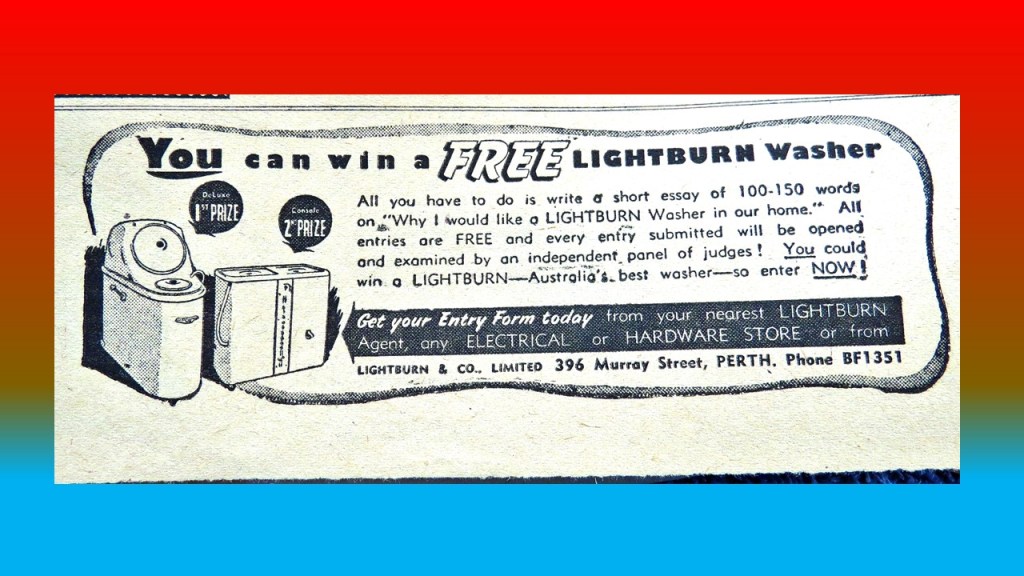 You can win a FREE LIGHTBURN Washer
DeLuxe
1ST PRIZE
Console
2ND PRIZE
All you have to do is write a short essay of 100-150 words
on "Why I would like a LIGHTBURN Washer in our home." All
entries are FREE and every entry submitted will be opened
and examined by an independent panel of judges! You could
win a LIGHTBURN—Australia's best washer—so enter NOW!
Get your Entry Form today from your nearest LIGHTBURN
Agent, any ELECTRICAL or HARDWARE STORE or from
LIGHTBURN & CO., LIMITED 396 Murray Street, PERTH. Phone BF1351